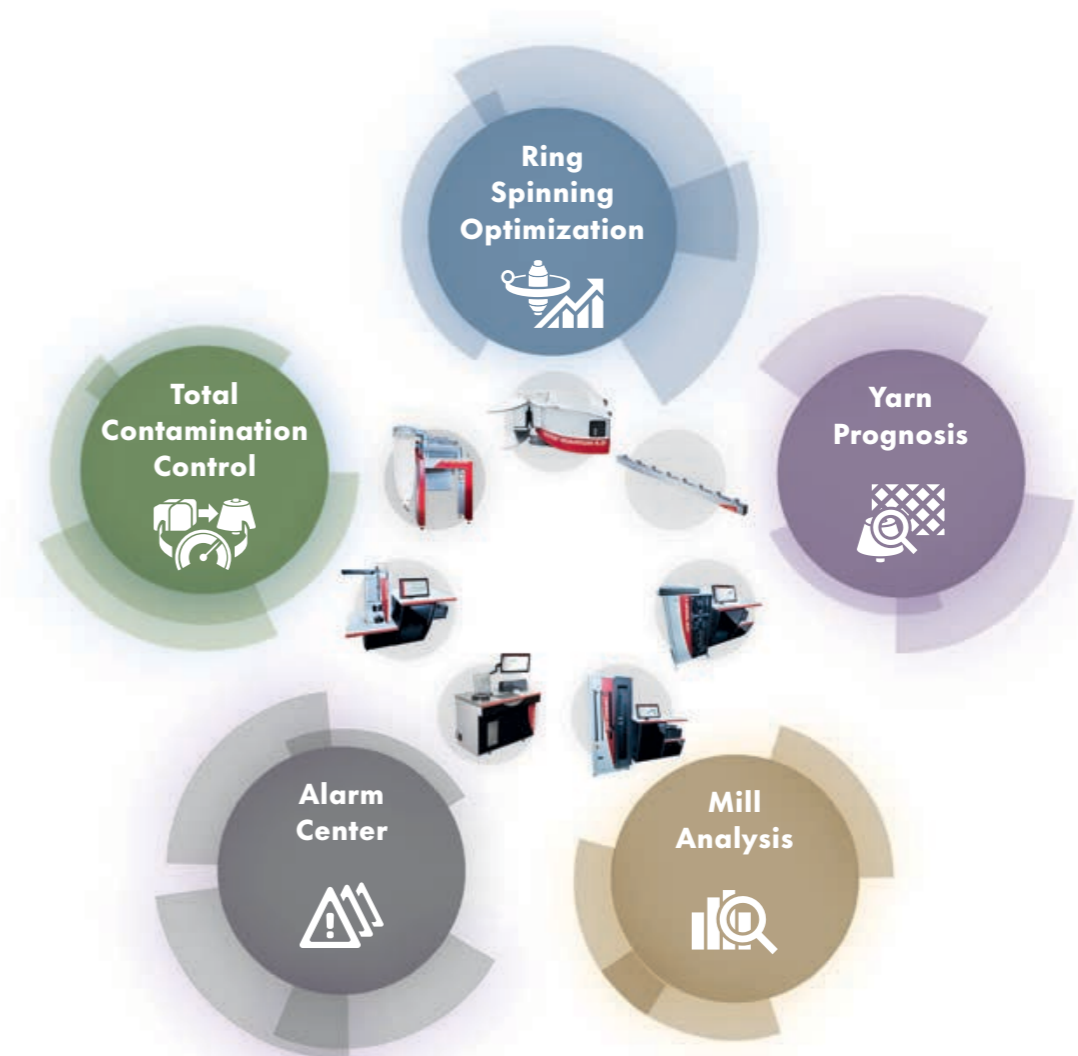 Ring
Spinning
Optimization
Total
Contamination
Control
Yarn
Prognosis
Alarm
Center
Mill
Analysis